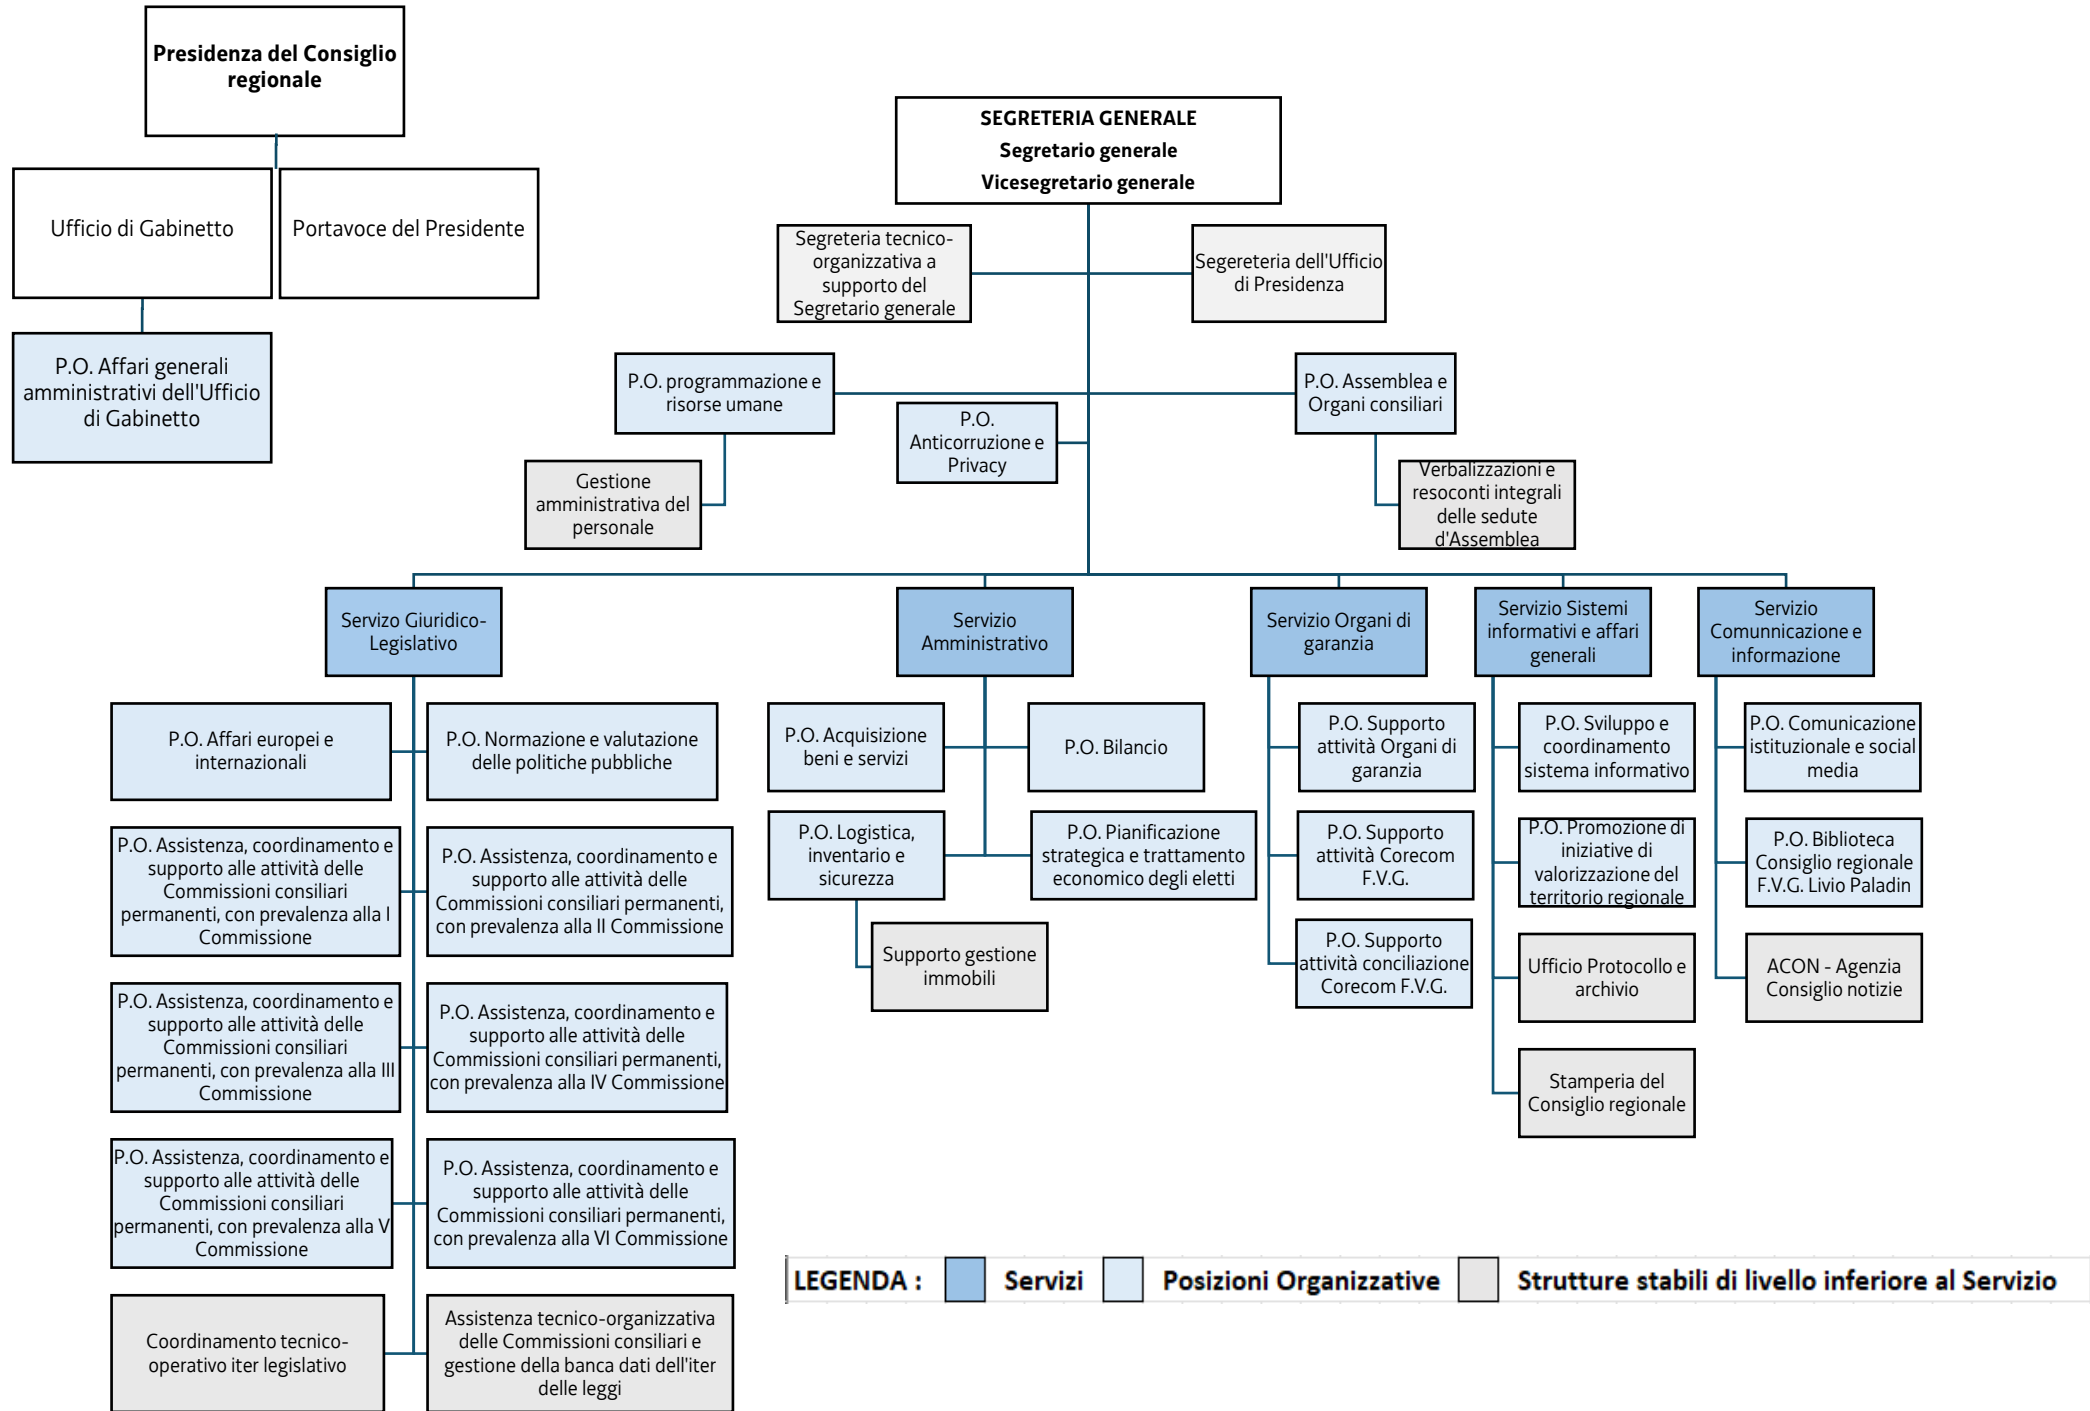 Presidenza del Consiglio
regionale
Ufficio di Gabinetto
Portavoce del Presidente
P.O. Affari generali
amministrativi dell'Ufficio
di Gabinetto
SEGRETERIA GENERALE
Segretario generale
Vicesegretario generale
Segreteria tecnico-
organizzativa a
supporto del
Segretario generale
Segereteria dell'Ufficio
di Presidenza
P.O. programmazione e
risorse umane
P.O.
Anticorruzione e
Privacy
P.O. Assemblea e
Organi consiliari
Gestione
amministrativa del
personale
Verbalizzazioni e
resoconti integrali
delle sedute
d'Assemblea
Servizo Giuridico-
Legislativo
Servizio
Amministrativo
Servizio Organi di
garanzia
Servizio Sistemi
informativi e affari
generali
Servizio
Comunnicazione e
informazione
P.O. Affari europei e
internazionali
P.O. Normazione e valutazione
delle politiche pubbliche
P.O. Assistenza, coordinamento e
supporto alle attività delle
Commissioni consiliari
permanenti, con prevalenza alla I
Commissione
P.O. Assistenza, coordinamento e
supporto alle attività delle
Commissioni consiliari permanenti,
con prevalenza alla II Commissione
P.O. Assistenza, coordinamento e
supporto alle attività delle
Commissioni consiliari
permanenti, con prevalenza alla III
Commissione
P.O. Assistenza, coordinamento e
supporto alle attività delle
Commissioni consiliari permanenti,
con prevalenza alla IV Commissione
P.O. Assistenza, coordinamento e
supporto alle attività delle
Commissioni consiliari
permanenti, con prevalenza alla V
Commissione
P.O. Assistenza, coordinamento e
supporto alle attività delle
Commissioni consiliari permanenti,
con prevalenza alla VI Commissione
Coordinamento tecnico-
operativo iter legislativo
Assistenza tecnico-organizzativa
delle Commissioni consiliari e
gestione della banca dati dell'iter
delle leggi
P.O. Acquisizione
beni e servizi
P.O. Bilancio
P.O. Logistica,
inventario e
sicurezza
P.O. Pianificazione
strategica e trattamento
economico degli eletti
Supporto gestione
immobili
P.O. Supporto
attività Organi di
garanzia
P.O. Supporto
attività Corecom
F.V.G.
P.O. Supporto
attività conciliazione
Corecom F.V.G.
P.O. Sviluppo e
coordinamento
sistema informativo
P.O. Promozione di
iniziative di
valorizzazione del
territorio regionale
Ufficio Protocollo e
archivio
Stamperia del
Consiglio regionale
P.O. Comunicazione
istituzionale e social
media
P.O. Biblioteca
Consiglio regionale
F.V.G. Livio Paladin
ACON - Agenzia
Consiglio notizie
LEGENDA : Servizi Posizioni Organizzative Strutture stabili di livello inferiore al Servizio